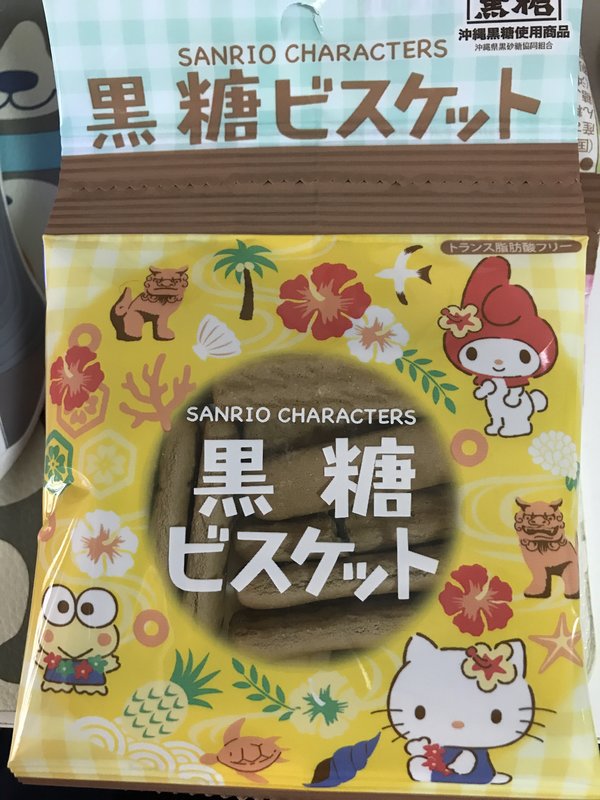 黒糖
沖縄黒糖使用商品
沖縄県黒砂糖協同組合
SANRIO CHARACTERS
黒糖ビスケット
トランス脂肪酸フリー
SANRIO CHARACTERS
黒糖
ビスケット